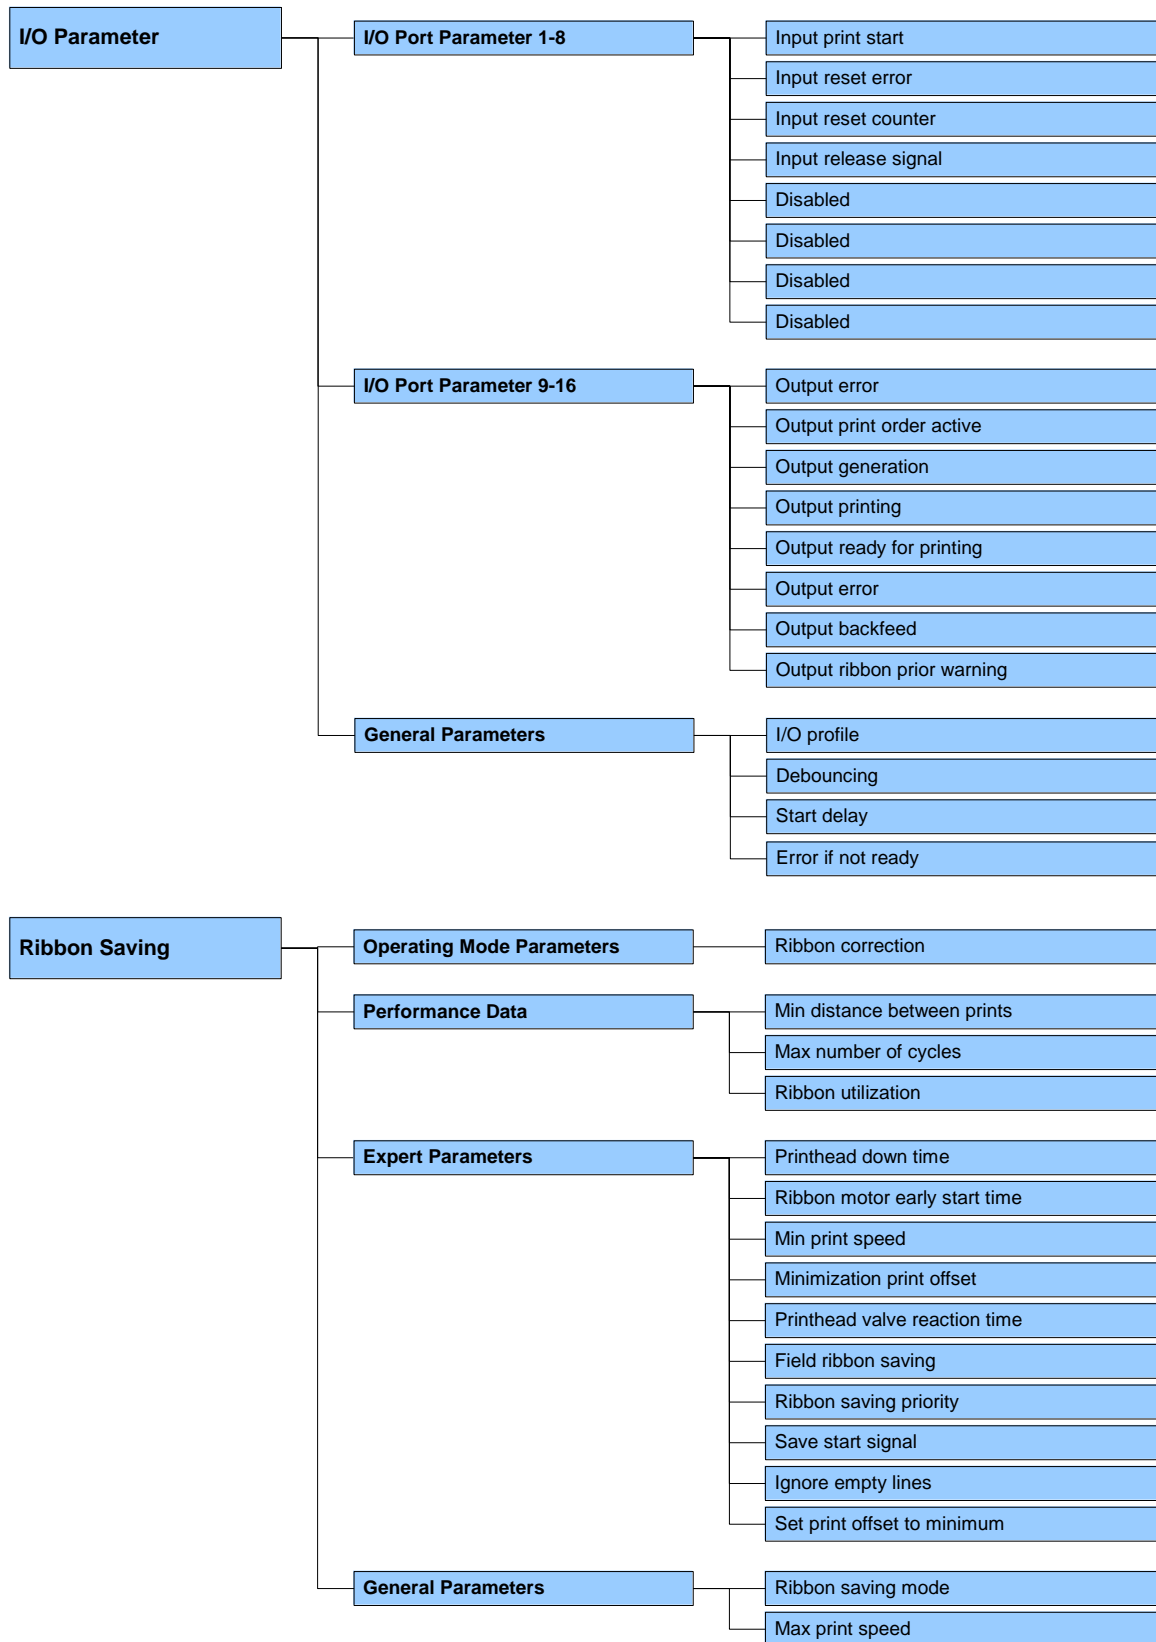 I/O Parameter
I/O Port Parameter 1-8
Input print start
Input reset error
Input reset counter
Input release signal
Disabled
Disabled
Disabled
Disabled
I/O Port Parameter 9-16
Output error
Output print order active
Output generation
Output printing
Output ready for printing
Output error
Output backfeed
Output ribbon prior warning
General Parameters
I/O profile
Debouncing
Start delay
Error if not ready
Ribbon Saving
Operating Mode Parameters
Ribbon correction
Performance Data
Min distance between prints
Max number of cycles
Ribbon utilization
Expert Parameters
Printhead down time
Ribbon motor early start time
Min print speed
Minimization print offset
Printhead valve reaction time
Field ribbon saving
Ribbon saving priority
Save start signal
Ignore empty lines
Set print offset to minimum
General Parameters
Ribbon saving mode
Max print speed